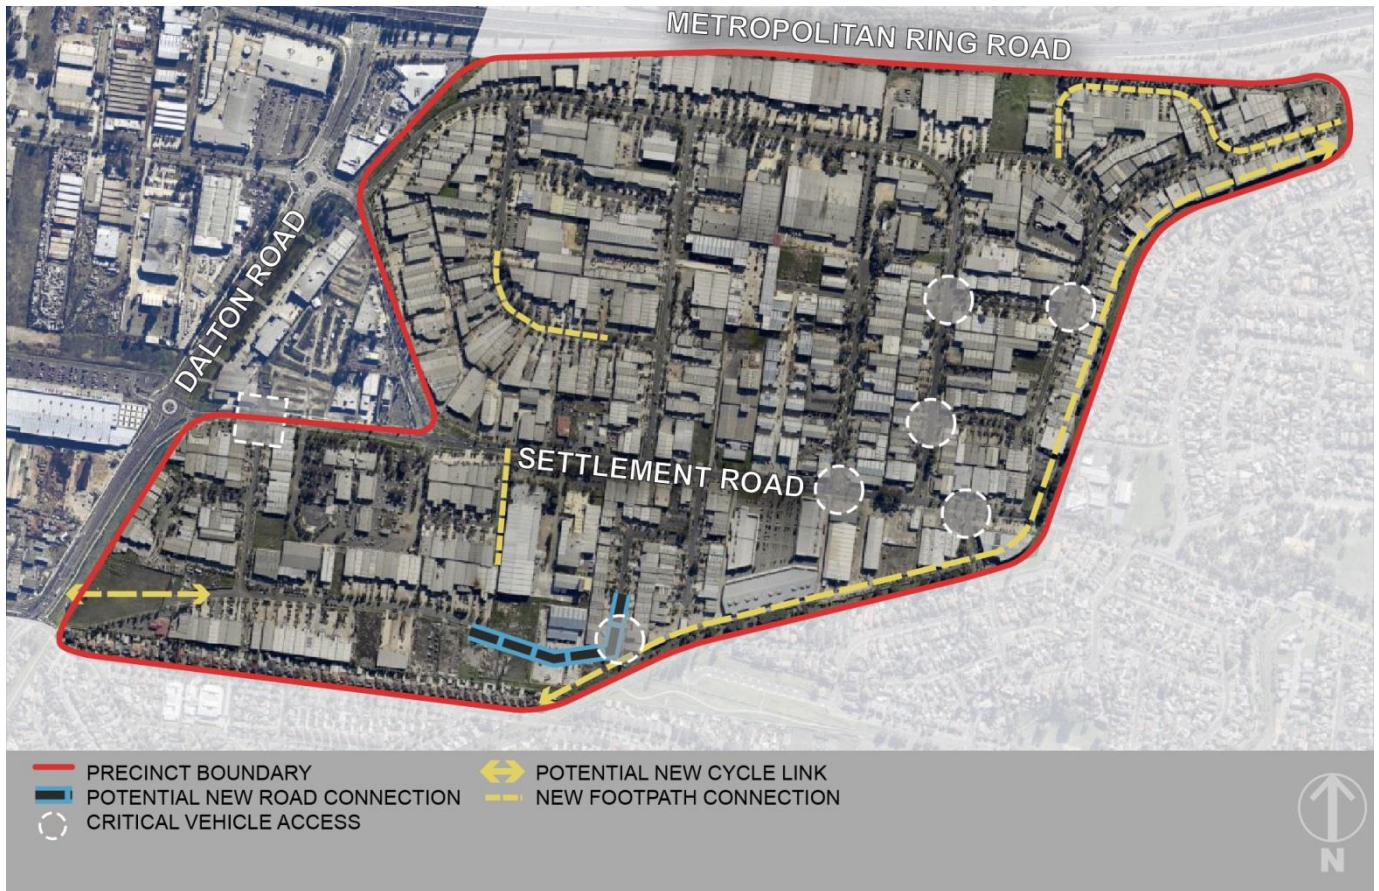 METROPOLITAN RING ROAD
DALTON ROAD
SETTLEMENT ROAD
PRECINCT BOUNDARY
POTENTIAL NEW ROAD CONNECTION
CRITICAL VEHICLE ACCESS
POTENTIAL NEW CYCLE LINK
NEW FOOTPATH CONNECTION
N